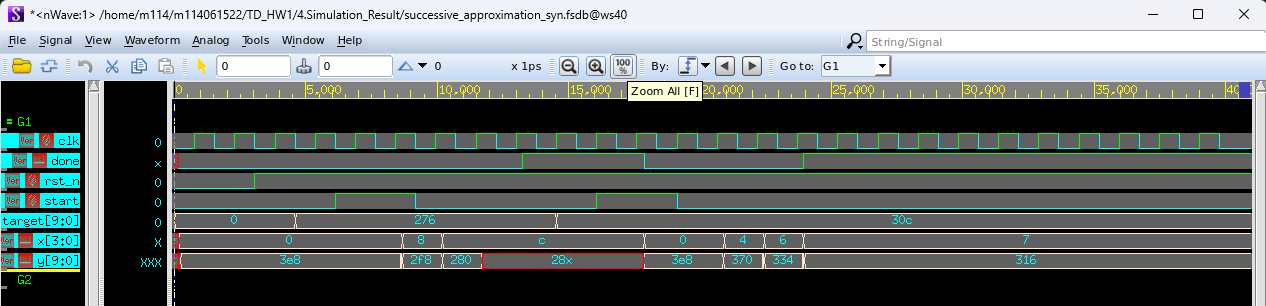 *<nWave:1> /home/m114/m114061522/TD_HW1/4.Simulation_Result/successive_approximation_syn.fsdb@ws40
File Signal View Waveform Analog Tools Window Help String/Signal
0 0 0 x 1ps 100 % By: Go to: G1
Zoom All [F]
0 5,000 10,000 15,000 20,000 25,000 30,000 35,000 40
= G1
clk 0
done x
rst_n 0
start 0
target[9:0] 0 0 276 30c
x[3:0] X 0 8 c 0 4 6 7
y[9:0] XXX 3e8 2f8 280 28x 3e8 370 334 316
G2